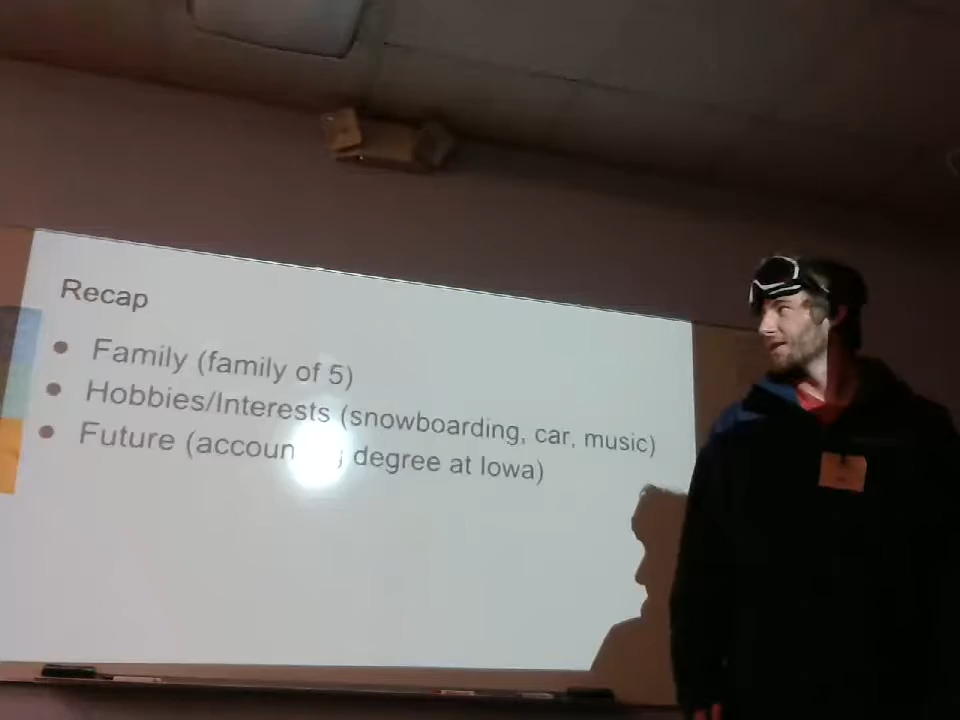 Recap
● Family (family of 5)
● Hobbies/Interests (snowboarding, car, music)
● Future (accoun degree at Iowa)